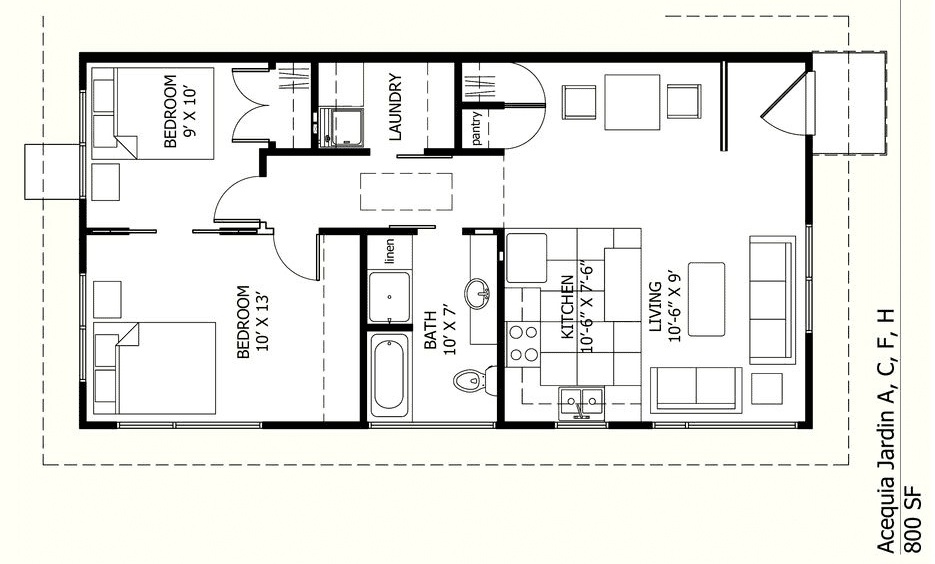 BEDROOM
9' X 10'
LAUNDRY
pantry
BEDROOM
10' X 13'
linen
BATH
10' X 7'
KITCHEN
10'-6" X 7'-6"
LIVING
10'-6" X 9'
Acequia Jardin A, C, F, H
800 SF